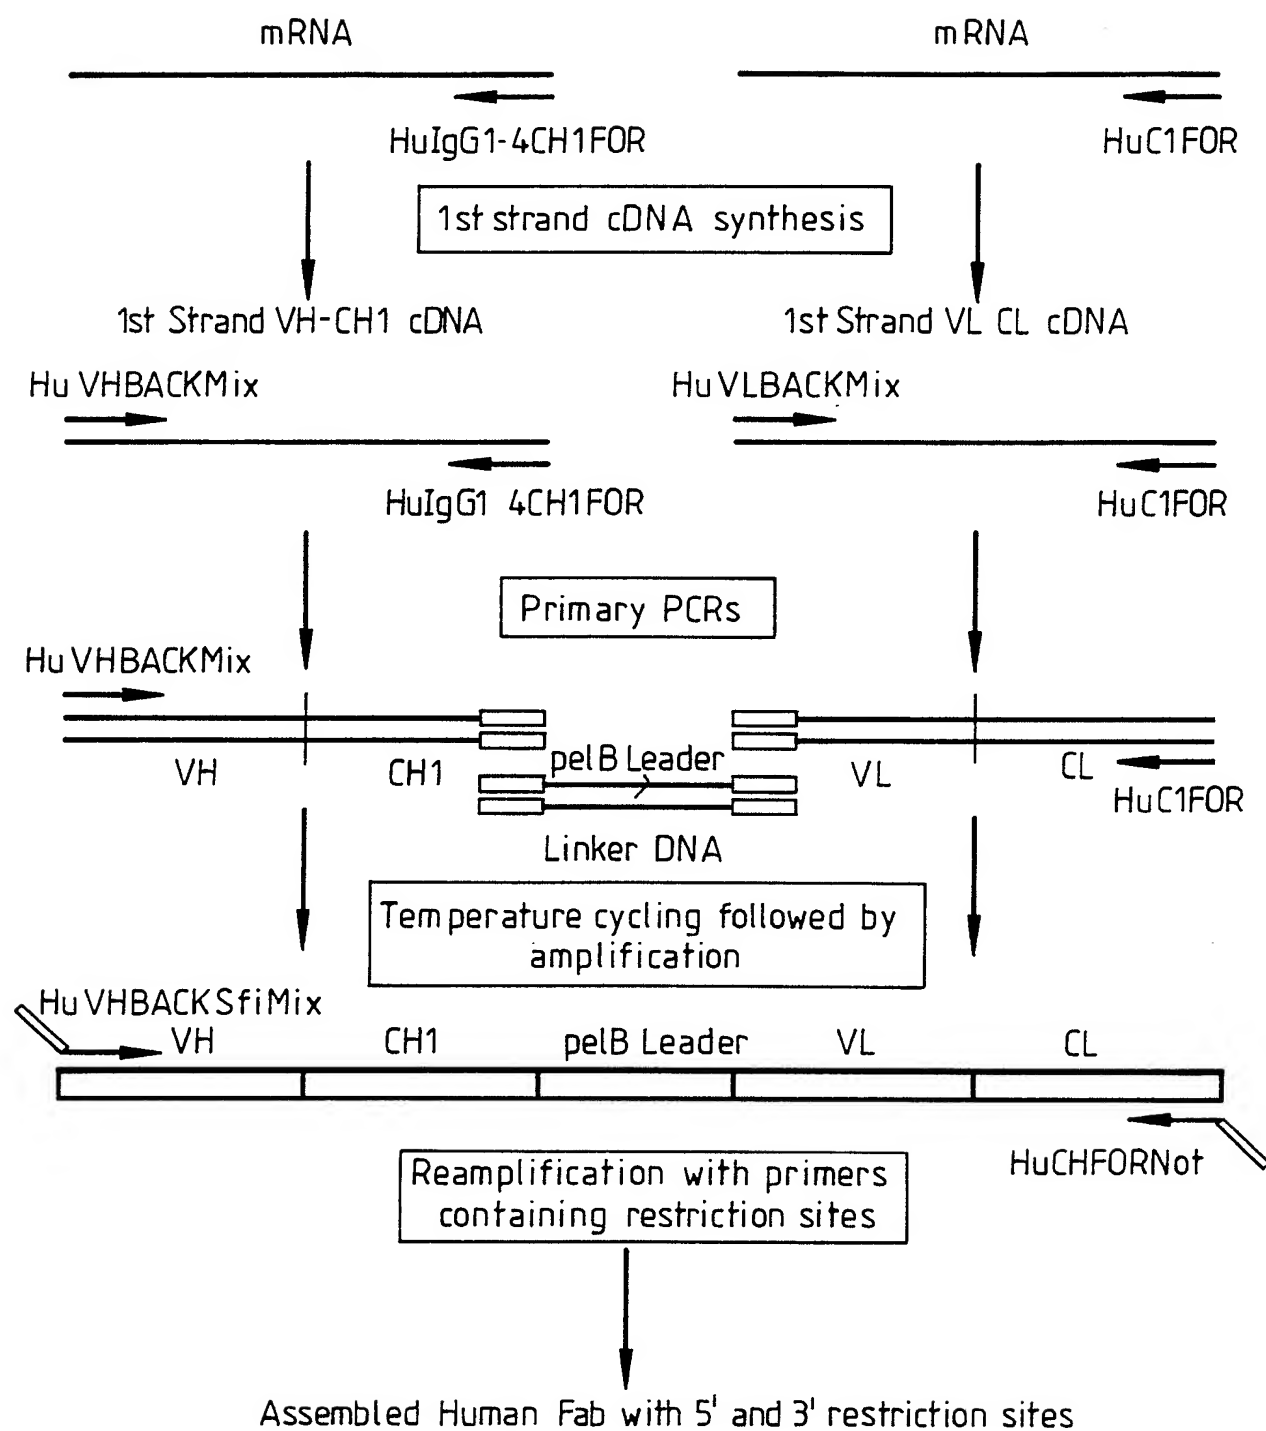 mRNA
mRNA
HuIgG1-4CH1FOR
HuC1FOR
1st strand cDNA synthesis
1st Strand VH-CH1 cDNA
1st Strand VL CL cDNA
Hu VHBACKMix
Hu VLBACKMix
HuIgG1 4CH1FOR
HuC1FOR
Primary PCRs
Hu VHBACKMix
VH
CH1
pelB Leader
VL
CL
HuC1FOR
Linker DNA
Temperature cycling followed by
amplification
Hu VHBACKSfiMix
VH
CH1
pelB Leader
VL
CL
HuCHFORNot
Reamplification with primers
containing restriction sites
Assembled Human Fab with 5' and 3' restriction sites